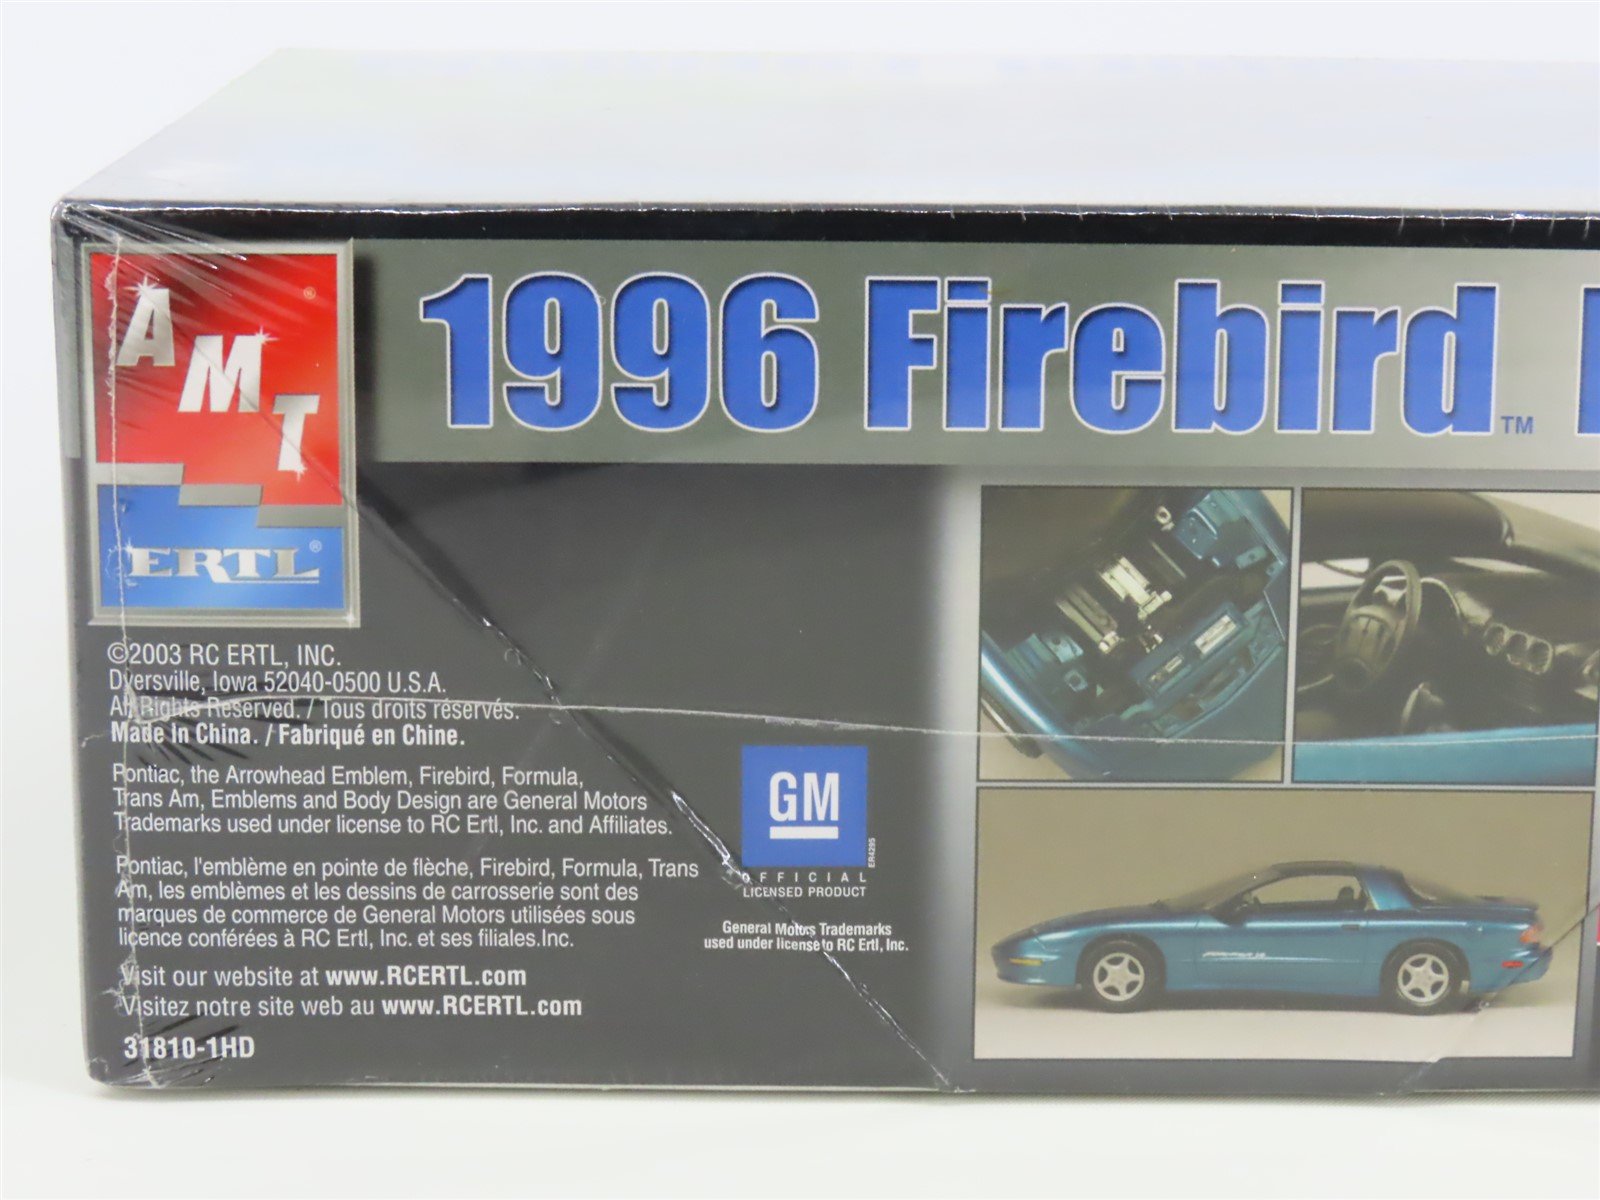 AMT®
ERTL®
1996 Firebird™
©2003 RC ERTL, INC.
Dyersville, Iowa 52040-0500 U.S.A.
All Rights Reserved. / Tous droits réservés.
Made In China. / Fabriqué en Chine.
Pontiac, the Arrowhead Emblem, Firebird, Formula,
Trans Am, Emblems and Body Design are General Motors
Trademarks used under license to RC Ertl, Inc. and Affiliates.
Pontiac, l'emblème en pointe de flèche, Firebird, Formula, Trans
Am, les emblèmes et les dessins de carrosserie sont des
marques de commerce de General Motors utilisées sous
licence conférées à RC Ertl, Inc. et ses filiales.Inc.
Visit our website at www.RCERTL.com
Visitez notre site web au www.RCERTL.com
31810-1HD
GM
ER4295
OFFICIAL
LICENSED PRODUCT
General Motors Trademarks
used under license to RC Ertl, Inc.